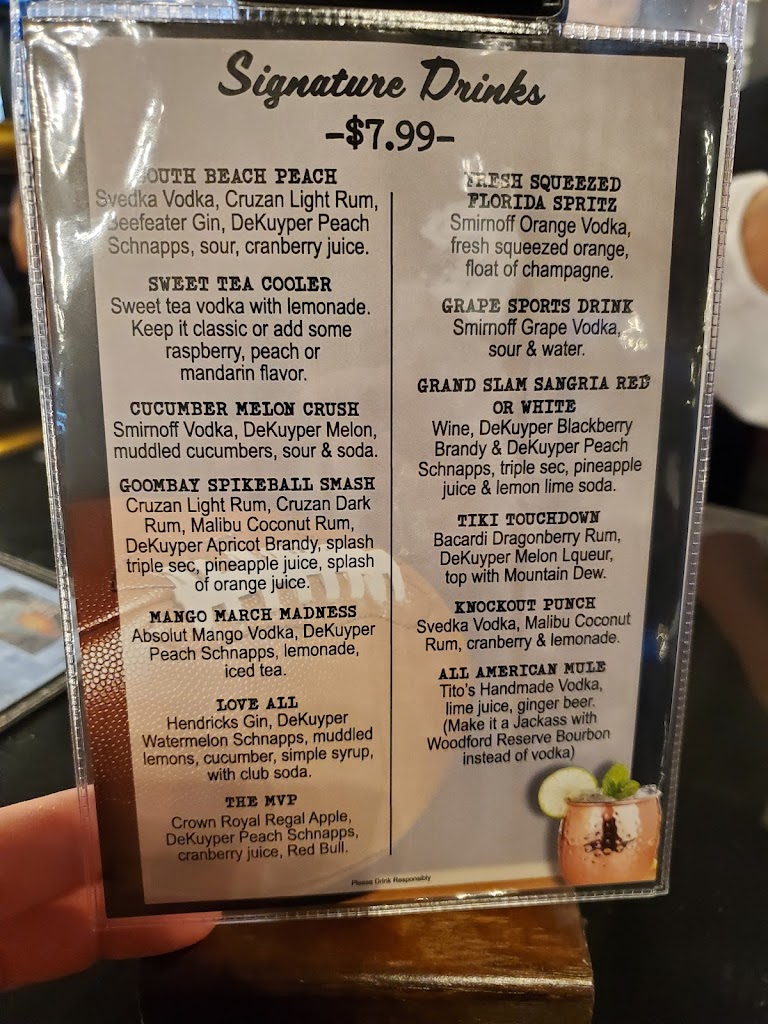 Signature Drinks
-$7.99-
SOUTH BEACH PEACH
Svedka Vodka, Cruzan Light Rum,
Beefeater Gin, DeKuyper Peach
Schnapps, sour, cranberry juice.
SWEET TEA COOLER
Sweet tea vodka with lemonade.
Keep it classic or add some
raspberry, peach or
mandarin flavor.
CUCUMBER MELON CRUSH
Smirnoff Vodka, DeKuyper Melon,
muddled cucumbers, sour & soda.
GOOMBAY SPIKEBALL SMASH
Cruzan Light Rum, Cruzan Dark
Rum, Malibu Coconut Rum,
DeKuyper Apricot Brandy, splash
triple sec, pineapple juice, splash
of orange juice.
MANGO MARCH MADNESS
Absolut Mango Vodka, DeKuyper
Peach Schnapps, lemonade,
iced tea.
LOVE ALL
Hendricks Gin, DeKuyper
Watermelon Schnapps, muddled
lemons, cucumber, simple syrup,
with club soda.
THE MVP
Crown Royal Regal Apple,
DeKuyper Peach Schnapps,
cranberry juice, Red Bull.
FRESH SQUEEZED
FLORIDA SPRITZ
Smirnoff Orange Vodka,
fresh squeezed orange,
float of champagne.
GRAPE SPORTS DRINK
Smirnoff Grape Vodka,
sour & water.
GRAND SLAM SANGRIA RED
OR WHITE
Wine, DeKuyper Blackberry
Brandy & DeKuyper Peach
Schnapps, triple sec, pineapple
juice & lemon lime soda.
TIKI TOUCHDOWN
Bacardi Dragonberry Rum,
DeKuyper Melon Lqueur,
top with Mountain Dew.
KNOCKOUT PUNCH
Svedka Vodka, Malibu Coconut
Rum, cranberry & lemonade.
ALL AMERICAN MULE
Tito's Handmade Vodka,
lime juice, ginger beer.
(Make it a Jackass with
Woodford Reserve Bourbon
instead of vodka)
Please Drink Responsibly